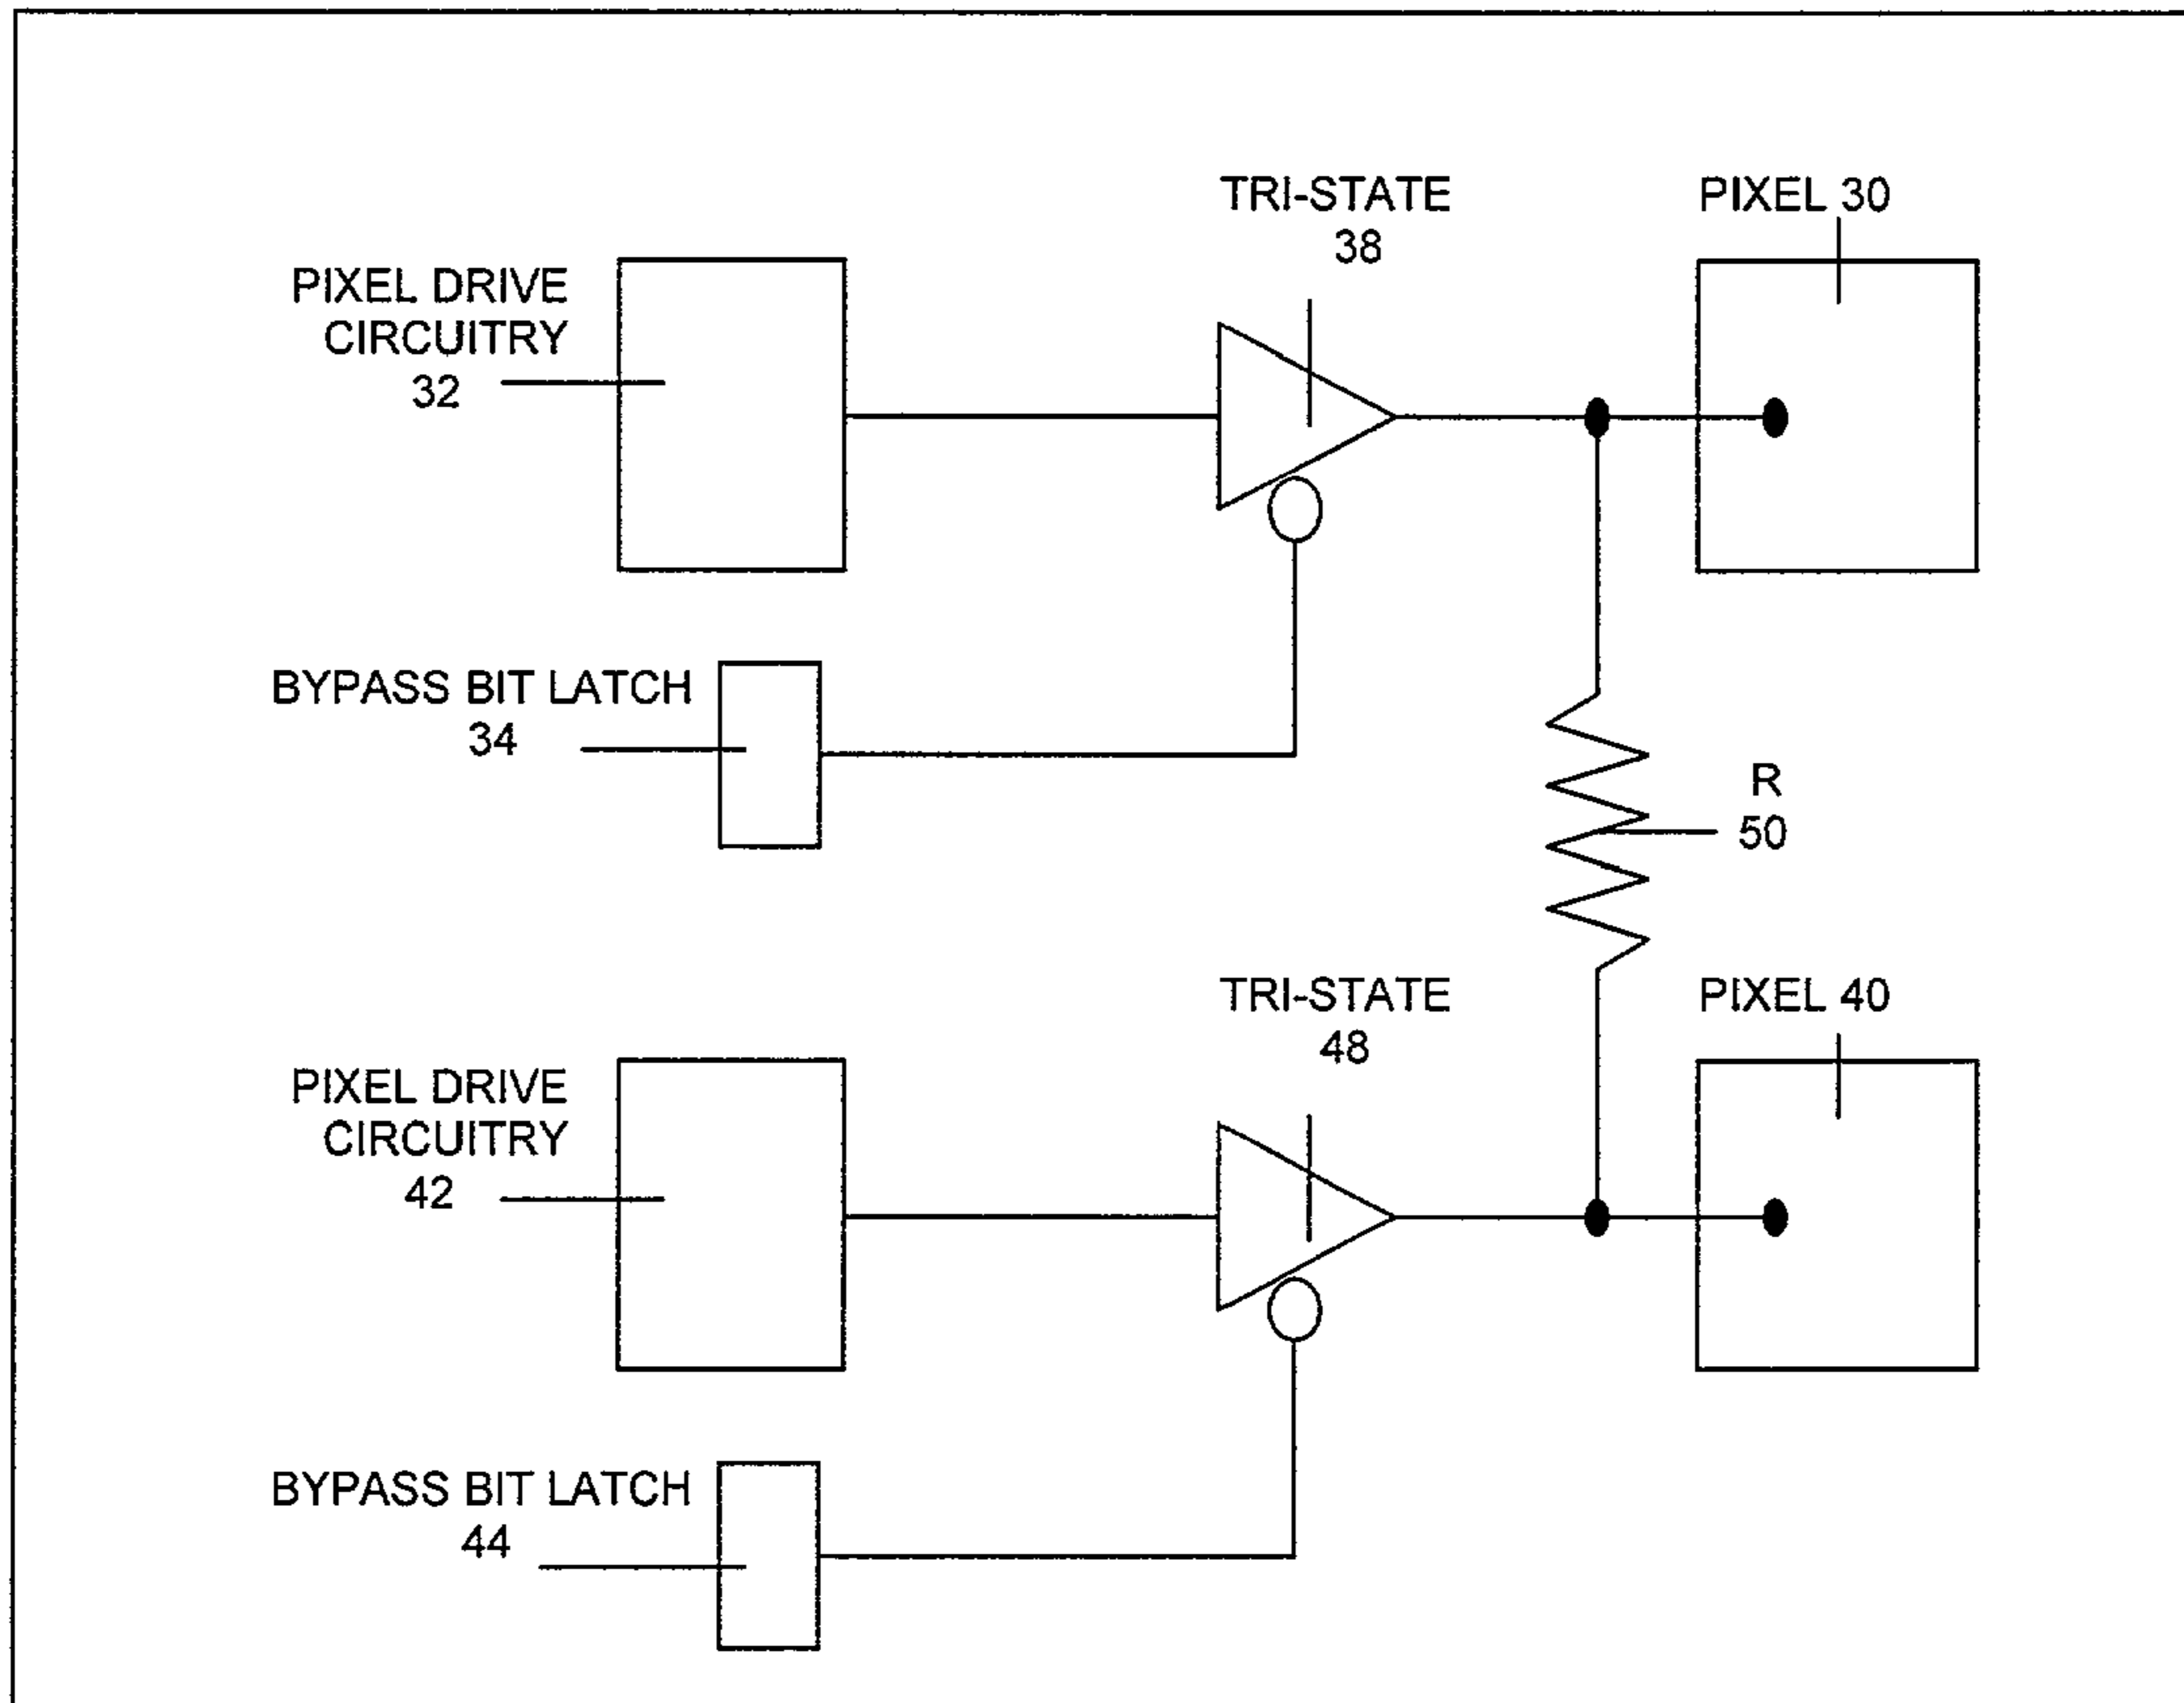 TRI-STATE
38
PIXEL 30
PIXEL DRIVE
CIRCUITRY
32
BYPASS BIT LATCH
34
R
50
TRI-STATE
48
PIXEL 40
PIXEL DRIVE
CIRCUITRY
42
BYPASS BIT LATCH
44